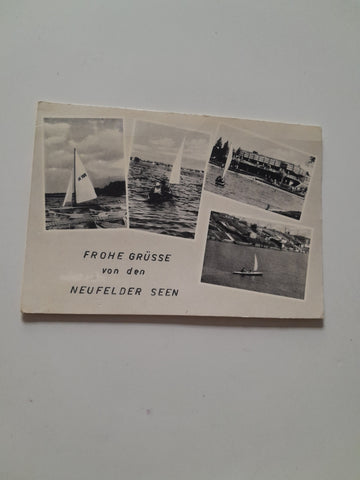 FROHE GRÜSSE
von den
NEUFELDER SEEN